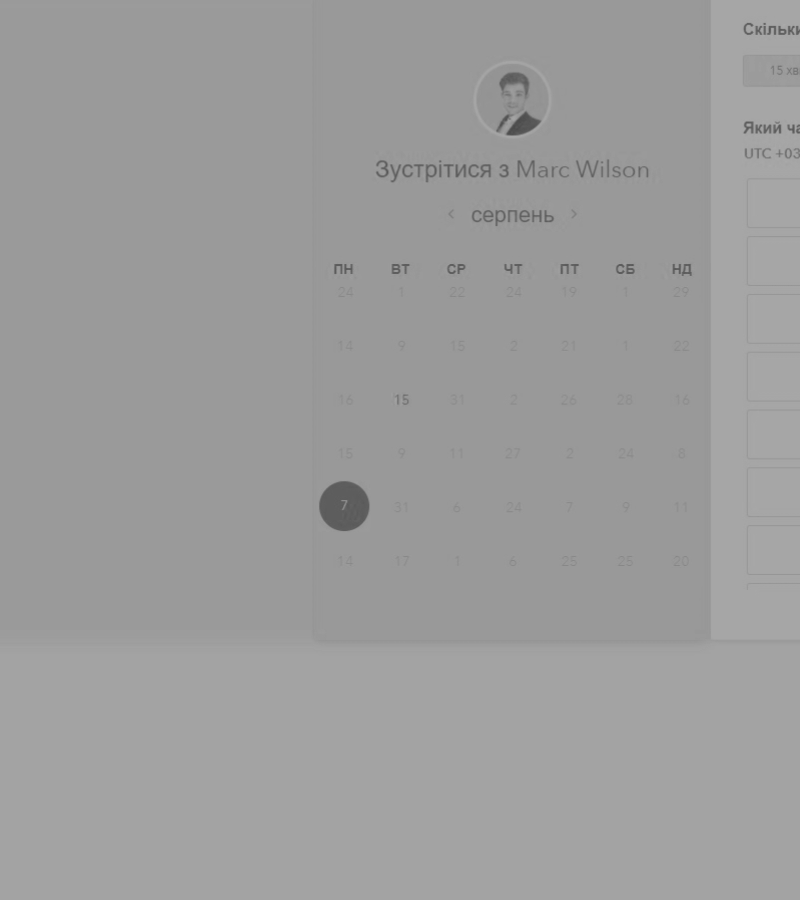 Скільки
15 хв
Який ча
UTC +03
Зустрітися з Marc Wilson
серпень
ПН ВТ СР ЧТ ПТ СБ НД
24 1 22 24 19 1 29
14 9 15 2 21 1 22
16 15 31 2 26 28 16
15 9 11 27 2 24 8
7 31 6 24 7 9 11
14 17 1 6 25 25 20